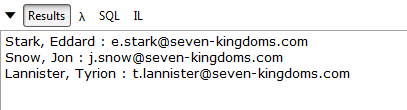 Results λ SQL IL
Stark, Eddard : e.stark@seven-kingdoms.com
Snow, Jon : j.snow@seven-kingdoms.com
Lannister, Tyrion : t.lannister@seven-kingdoms.com